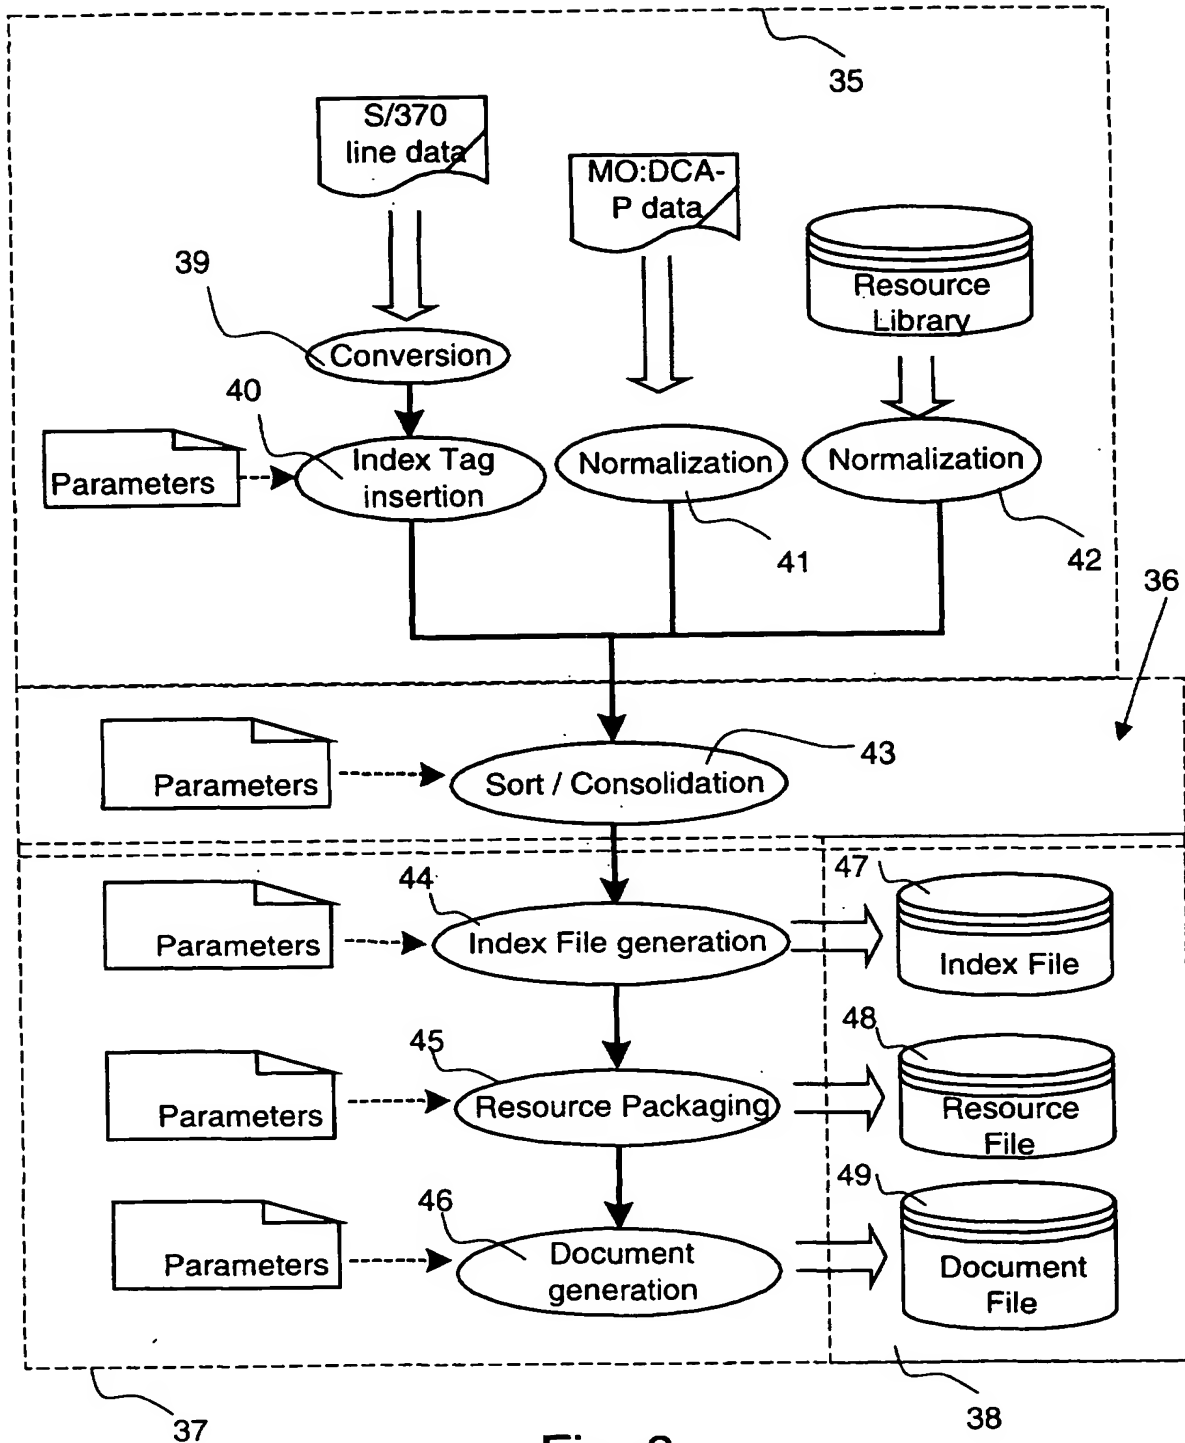 35
S/370
line data
MO:DCA-
P data
Resource
Library
39
Conversion
40
Parameters
Index Tag
insertion
Normalization
Normalization
41
42
36
Parameters
Sort / Consolidation
43
44
47
Parameters
Index File generation
Index File
45
48
Parameters
Resource Packaging
Resource
File
46
49
Parameters
Document
generation
Document
File
37
38